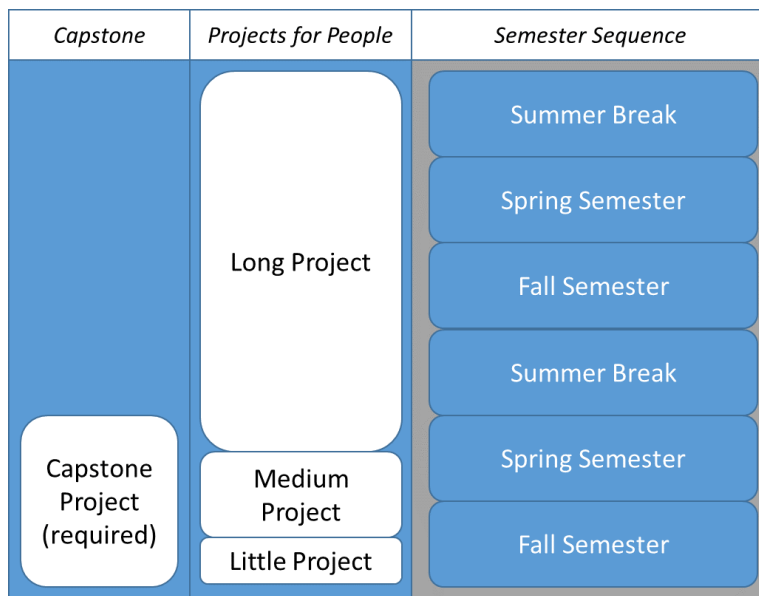 Capstone
Projects for People
Semester Sequence
Long Project
Summer Break
Spring Semester
Fall Semester
Summer Break
Capstone
Project
(required)
Medium
Project
Little Project
Spring Semester
Fall Semester